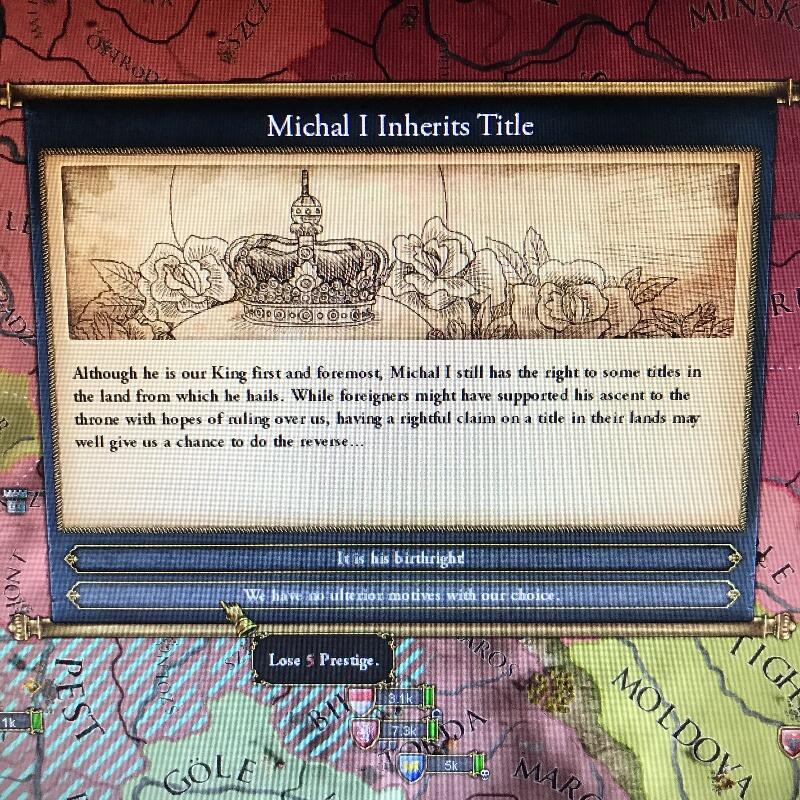 SZCZ
OSTRODA
MINSK
Michal I Inherits Title
Although he is our King first and foremost, Michal I still has the right to some titles in
the land from which he hails. While foreigners might have supported his ascent to the
throne with hopes of ruling over us, having a rightful claim on a title in their lands may
well give us a chance to do the reverse...
It is his birthright!
We have no ulterior motives with our choice.
Lose 5 Prestige.
PEST
1k
8.1k
7.3k
5k
MOLDOVA
GÖLE
MARO